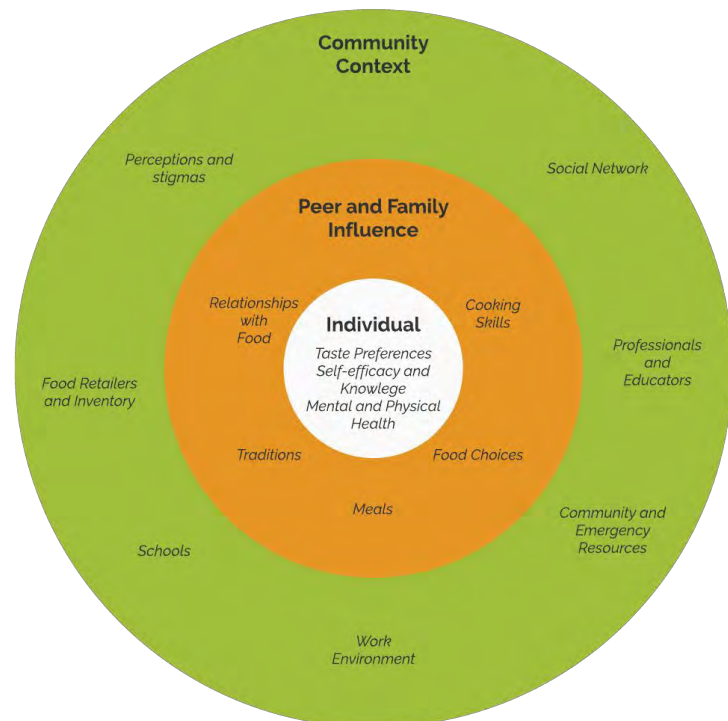 Community
Context
Perceptions and
stigmas
Social Network
Peer and Family
Influence
Relationships
with
Food
Cooking
Skills
Individual
Taste Preferences
Self-efficacy and
Knowlege
Mental and Physical
Health
Professionals
and
Educators
Food Retailers
and Inventory
Traditions
Food Choices
Meals
Community and
Emergency
Resources
Schools
Work
Environment